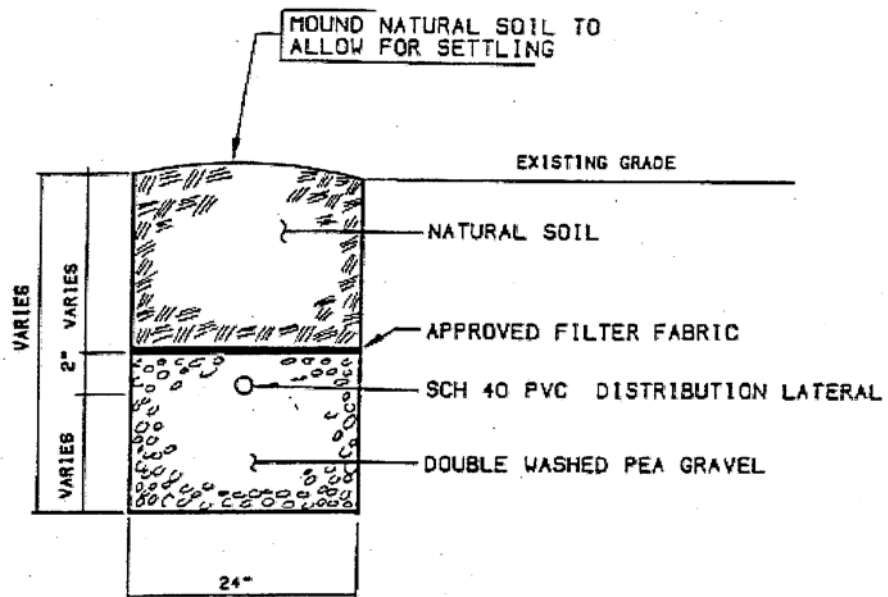 MOUND NATURAL SOIL TO
ALLOW FOR SETTLING
EXISTING GRADE
NATURAL SOIL
APPROVED FILTER FABRIC
SCH 40 PVC DISTRIBUTION LATERAL
DOUBLE WASHED PEA GRAVEL
VARIES
VARIES
2"
VARIES
24"